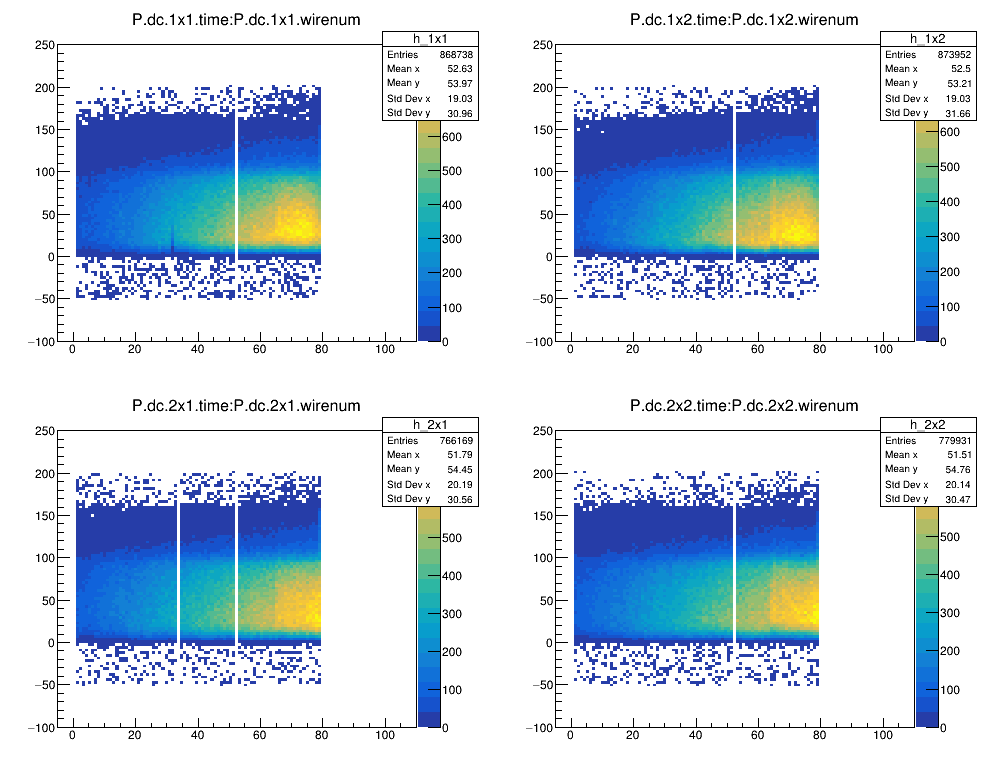 P.dc.1x1.time:P.dc.1x1.wirenum
h_1x1
Entries 868738
Mean x 52.63
Mean y 53.97
Std Dev x 19.03
Std Dev y 30.96
250
200
150
100
50
0
−50
−100
0 20 40 60 80 100
600
500
400
300
200
100
0
P.dc.1x2.time:P.dc.1x2.wirenum
h_1x2
Entries 873952
Mean x 52.5
Mean y 53.21
Std Dev x 19.03
Std Dev y 31.66
250
200
150
100
50
0
−50
−100
0 20 40 60 80 100
600
500
400
300
200
100
0
P.dc.2x1.time:P.dc.2x1.wirenum
h_2x1
Entries 766169
Mean x 51.79
Mean y 54.45
Std Dev x 20.19
Std Dev y 30.56
250
200
150
100
50
0
−50
−100
0 20 40 60 80 100
500
400
300
200
100
0
P.dc.2x2.time:P.dc.2x2.wirenum
h_2x2
Entries 779931
Mean x 51.51
Mean y 54.76
Std Dev x 20.14
Std Dev y 30.47
250
200
150
100
50
0
−50
−100
0 20 40 60 80 100
500
400
300
200
100
0